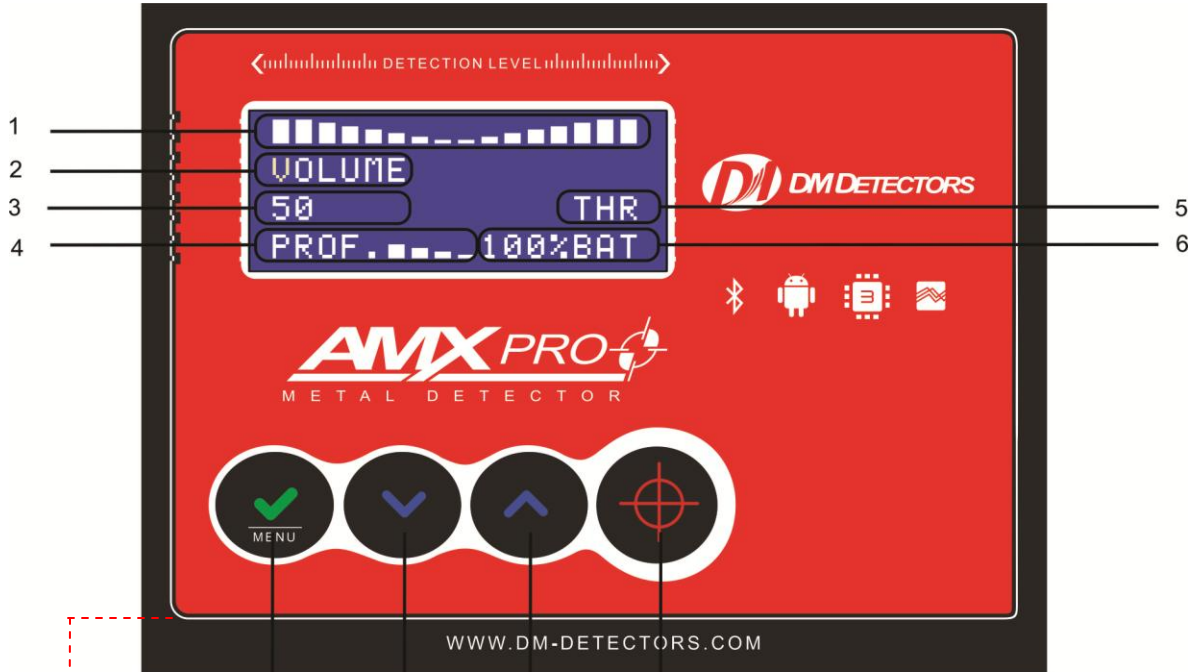 DETECTION LEVEL
1
2 VOLUME
3 50 THR 5
4 PROF. 100%BAT 6
DM DETECTORS
3
AMX PRO
METAL DETECTOR
MENU
WWW.DM-DETECTORS.COM